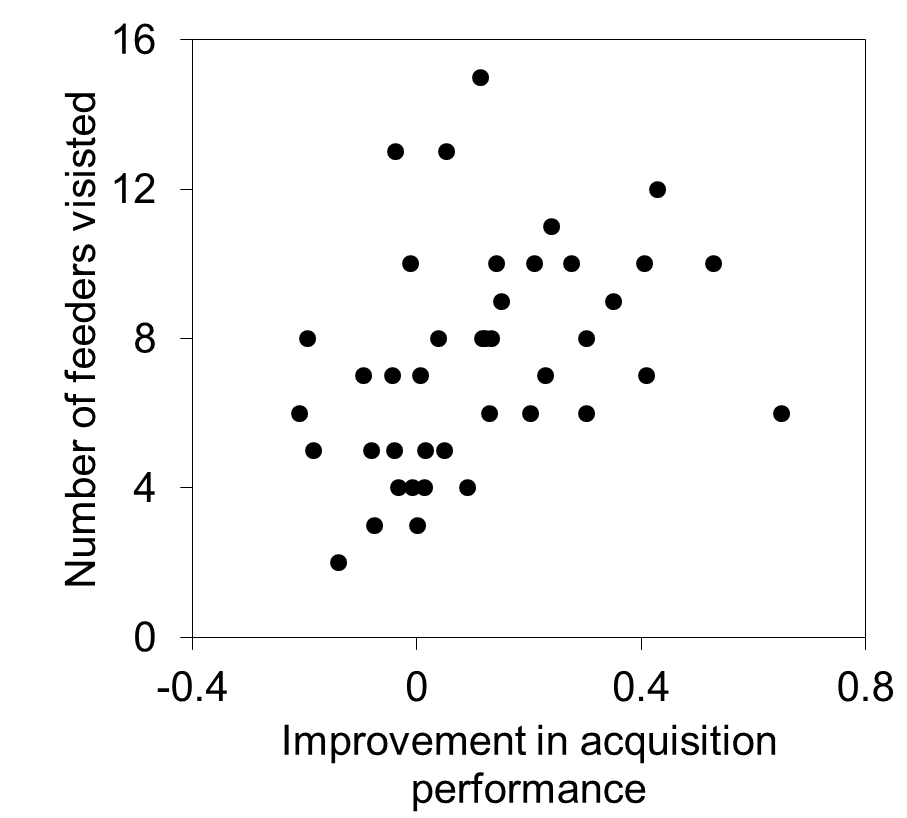 16
12
8
4
0
Number of feeders visisted
-0.4 0 0.4 0.8
Improvement in acquisition
performance